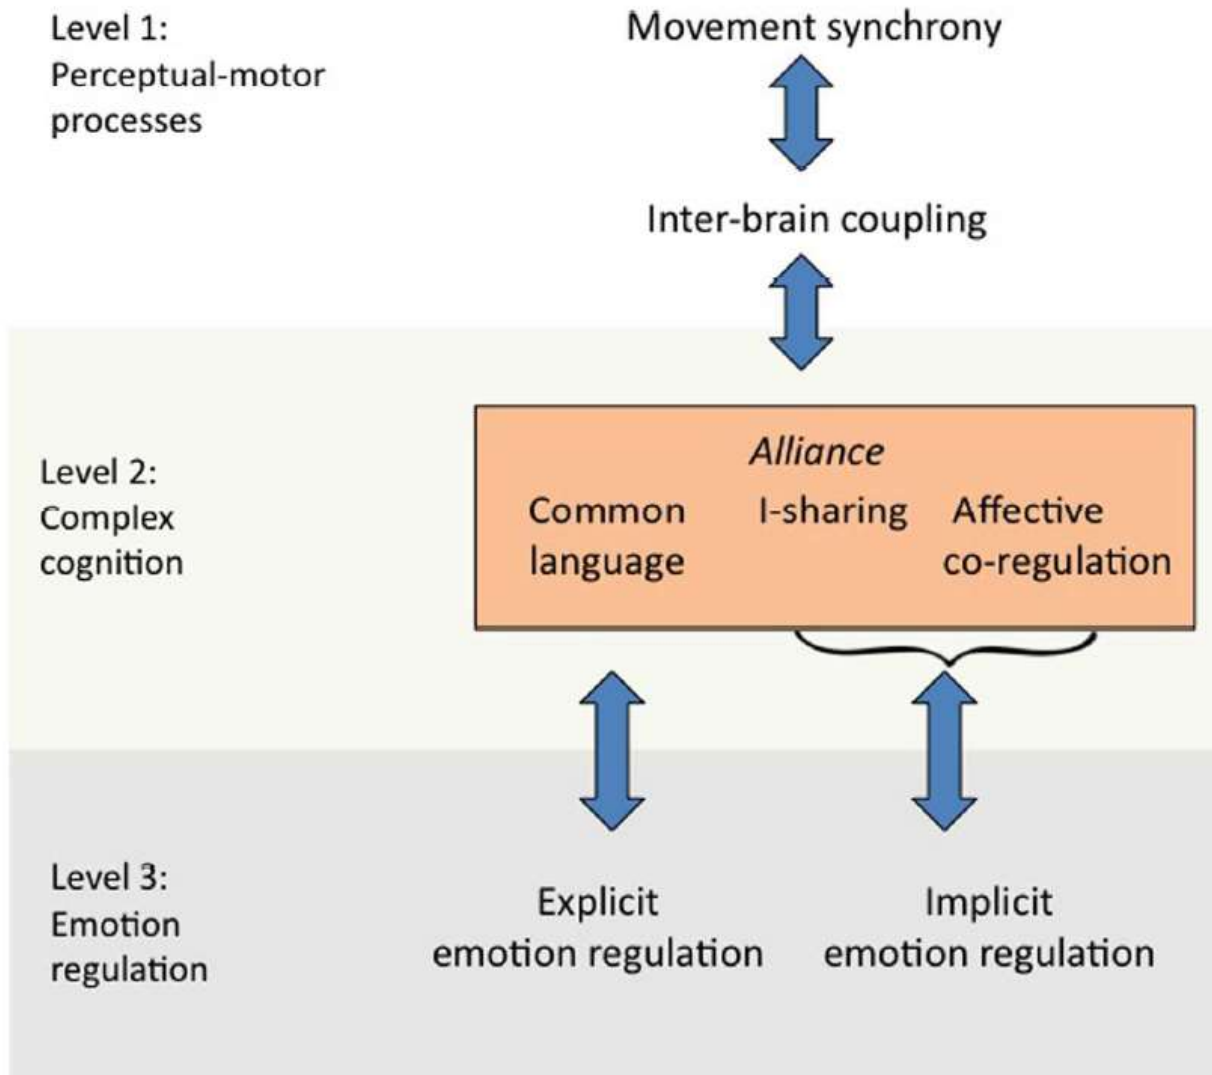 Level 1:
Perceptual-motor
processes
Movement synchrony
Inter-brain coupling
Level 2:
Complex
cognition
Alliance
Common
language
I-sharing
Affective
co-regulation
Level 3:
Emotion
regulation
Explicit
emotion regulation
Implicit
emotion regulation